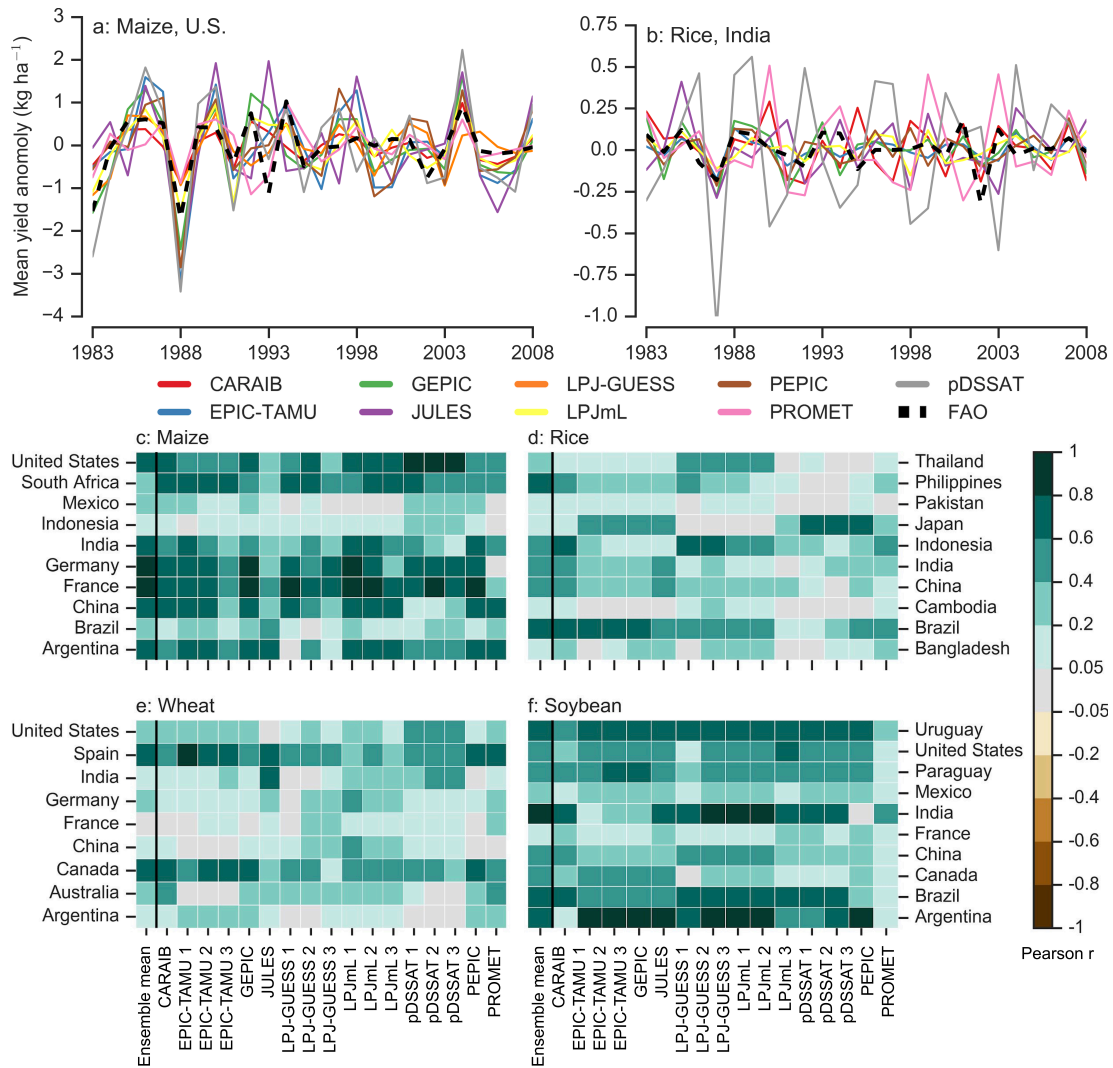 a: Maize, U.S.
b: Rice, India
Mean yield anomoly (kg ha⁻¹)
3
2
1
0
−1
−2
−3
−4
1983 1988 1993 1998 2003 2008
0.75
0.50
0.25
0.00
-0.25
-0.50
-0.75
-1.0
1983 1988 1993 1998 2003 2008
CARAIB GEPIC LPJ-GUESS PEPIC pDSSAT
EPIC-TAMU JULES LPJmL PROMET FAO
c: Maize
United States
South Africa
Mexico
Indonesia
India
Germany
France
China
Brazil
Argentina
d: Rice
Thailand
Philippines
Pakistan
Japan
Indonesia
India
China
Cambodia
Brazil
Bangladesh
e: Wheat
United States
Spain
India
Germany
France
China
Canada
Australia
Argentina
Ensemble mean
CARAIB
EPIC-TAMU 1
EPIC-TAMU 2
EPIC-TAMU 3
GEPIC
JULES
LPJ-GUESS 1
LPJ-GUESS 2
LPJ-GUESS 3
LPJmL 1
LPJmL 2
LPJmL 3
pDSSAT 1
pDSSAT 2
pDSSAT 3
PEPIC
PROMET
f: Soybean
Uruguay
United States
Paraguay
Mexico
India
France
China
Canada
Brazil
Argentina
Ensemble mean
CARAIB
EPIC-TAMU 1
EPIC-TAMU 2
EPIC-TAMU 3
GEPIC
JULES
LPJ-GUESS 1
LPJ-GUESS 2
LPJ-GUESS 3
LPJmL 1
LPJmL 2
LPJmL 3
pDSSAT 1
pDSSAT 2
pDSSAT 3
PEPIC
PROMET
1
0.8
0.6
0.4
0.2
0.05
-0.05
-0.2
-0.4
-0.6
-0.8
-1
Pearson r